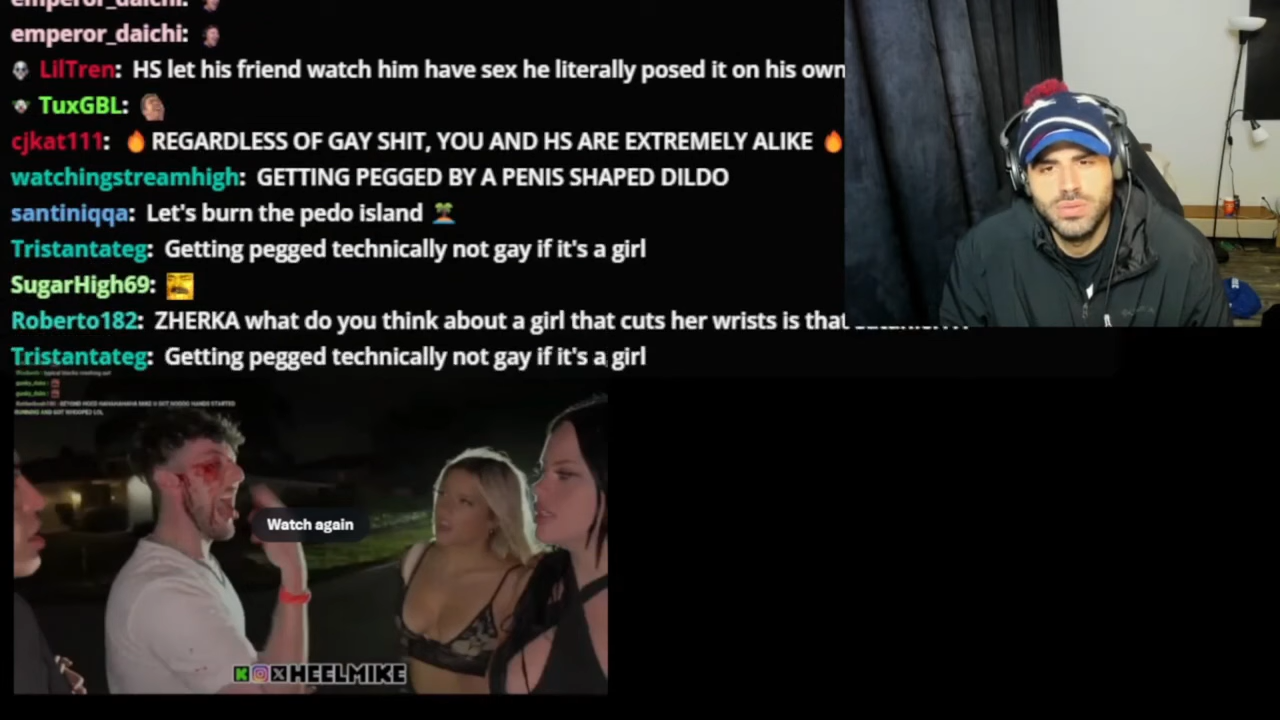 emperor_daichi:
emperor_daichi:
LilTren: HS let his friend watch him have sex he literally posed it on his own
TuxGBL:
cjkat111: 🔥 REGARDLESS OF GAY SHIT, YOU AND HS ARE EXTREMELY ALIKE 🔥
watchingstreamhigh: GETTING PEGGED BY A PENIS SHAPED DILDO
santiniqqa: Let's burn the pedo island 🏝️
Tristantateg: Getting pegged technically not gay if it's a girl
SugarHigh69:
Roberto182: ZHERKA what do you think about a girl that cuts her wrists is that
Tristantateg: Getting pegged technically not gay if it's a girl
Watch again
HEELMIKE